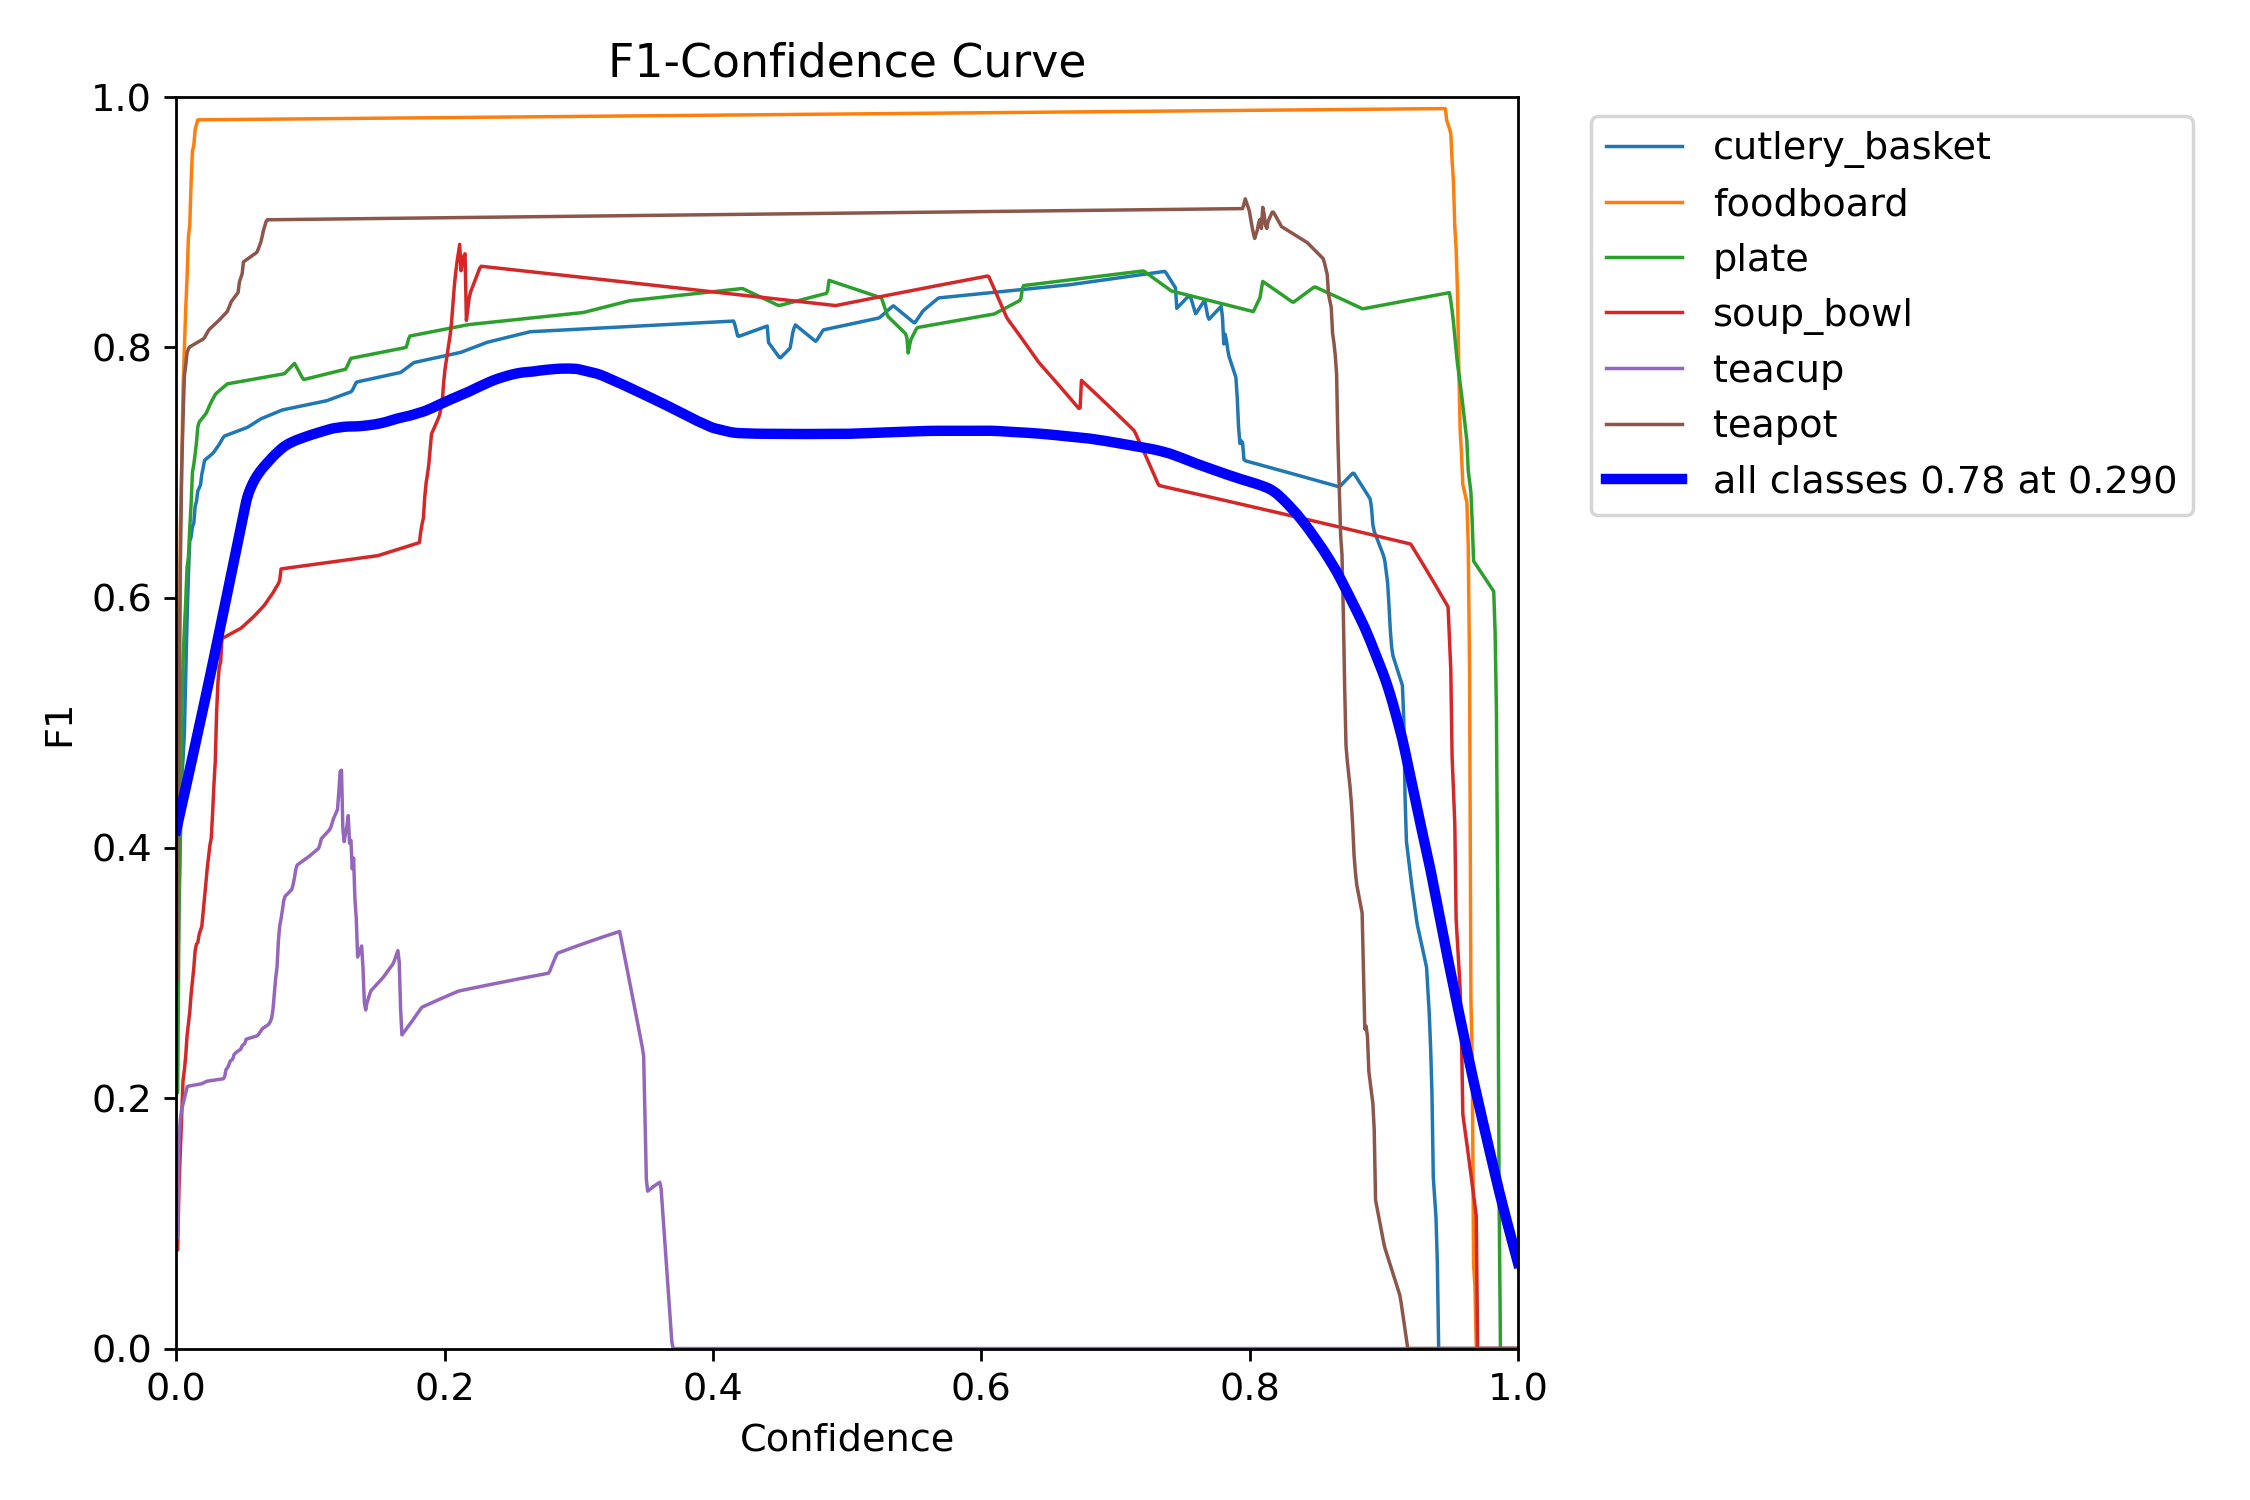 F1-Confidence Curve
1.0
0.8
0.6
0.4
0.2
0.0
F1
0.0 0.2 0.4 0.6 0.8 1.0
Confidence
cutlery_basket
foodboard
plate
soup_bowl
teacup
teapot
all classes 0.78 at 0.290